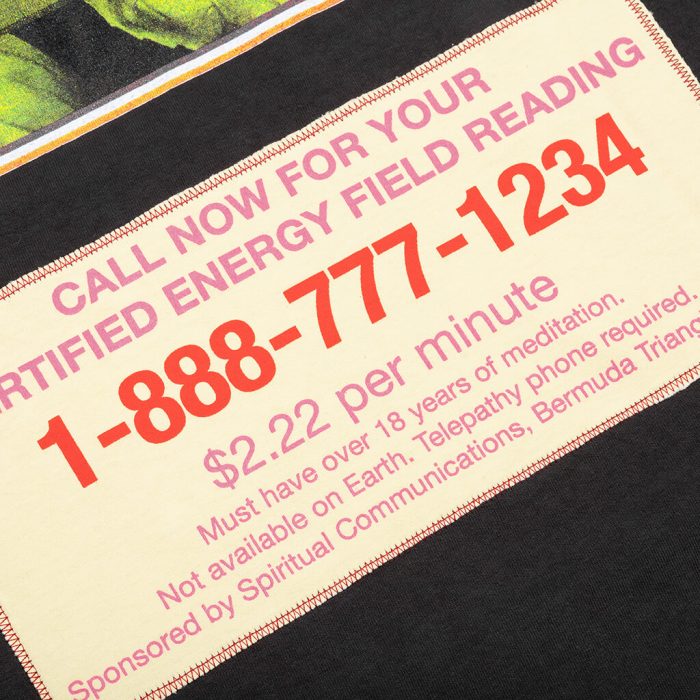 CALL NOW FOR YOUR
RTIFIED ENERGY FIELD READING
1-888-777-1234
$2.22 per minute
Must have over 18 years of meditation.
Not available on Earth. Telepathy phone required.
Sponsored by Spiritual Communications, Bermuda Triang